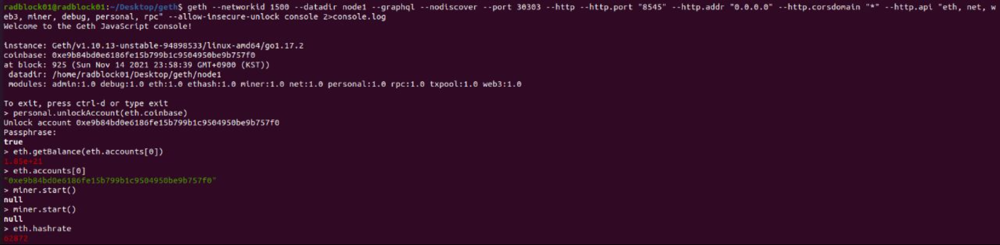 radblock01@radblock01:~/Desktop/geth$ geth --networkid 1500 --datadir node1 --graphql --nodiscover --port 30303 --http --http.port "8545" --http.addr "0.0.0.0" --http.corsdomain "*" --http.api "eth, net, w
eb3, miner, debug, personal, rpc" --allow-insecure-unlock console 2>console.log
Welcome to the Geth JavaScript console!
instance: Geth/v1.10.13-unstable-94898533/linux-amd64/go1.17.2
coinbase: 0xe9b84bd0e6186fe15b799b1c9504950be9b757f0
at block: 925 (Sun Nov 14 2021 23:58:39 GMT+0900 (KST))
datadir: /home/radblock01/Desktop/geth/node1
modules: admin:1.0 debug:1.0 eth:1.0 ethash:1.0 miner:1.0 net:1.0 personal:1.0 rpc:1.0 txpool:1.0 web3:1.0
To exit, press ctrl-d or type exit
> personal.unlockAccount(eth.coinbase)
Unlock account 0xe9b84bd0e6186fe15b799b1c9504950be9b757f0
Passphrase:
true
> eth.getBalance(eth.accounts[0])
1.85e+21
> eth.accounts[0]
"0xe9b84bd0e6186fe15b799b1c9504950be9b757f0"
> miner.start()
null
> miner.start()
null
> eth.hashrate
62872